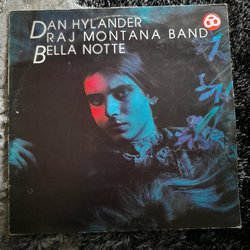 DAN HYLANDER
RAJ MONTANA BAND
BELLA NOTTE